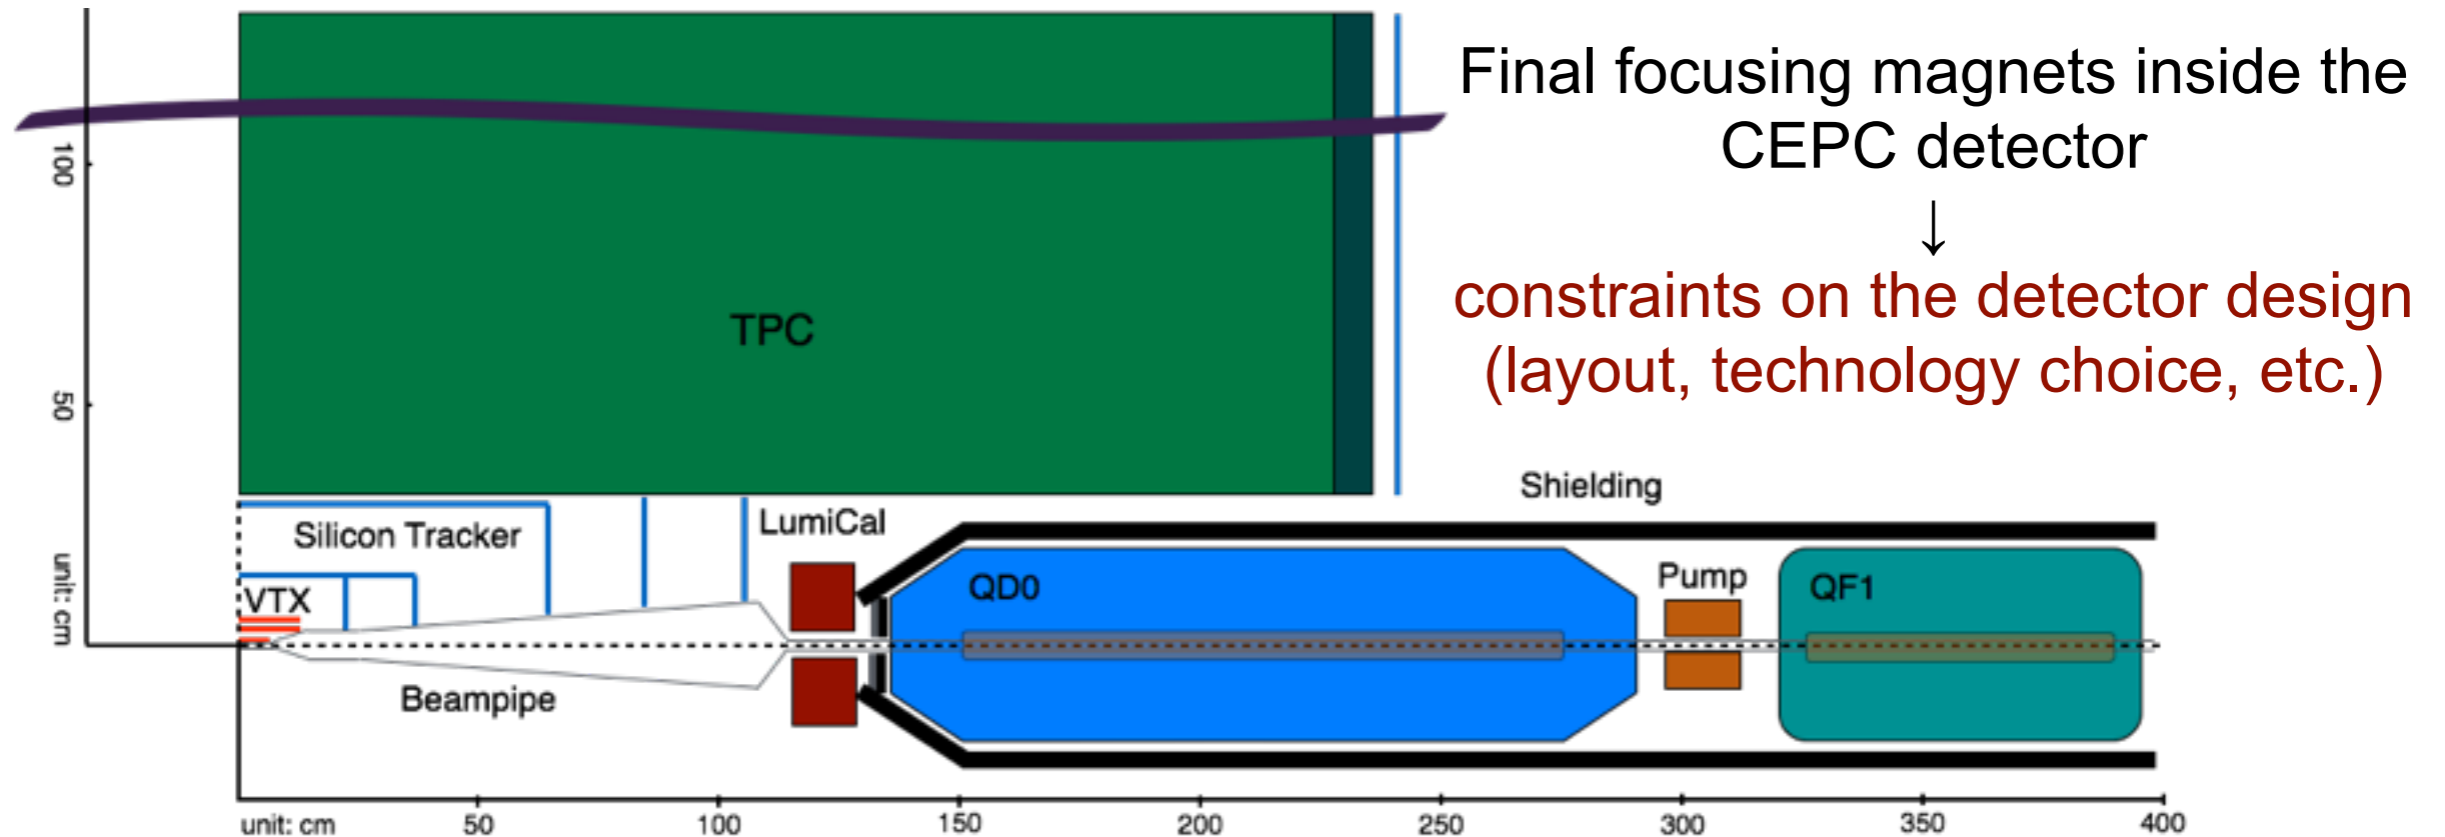 Final focusing magnets inside the
CEPC detector
↓
constraints on the detector design
(layout, technology choice, etc.)
100
50
unit: cm
TPC
Shielding
Silicon Tracker
LumiCal
VTX
QD0
Pump
QF1
Beampipe
unit: cm 50 100 150 200 250 300 350 400